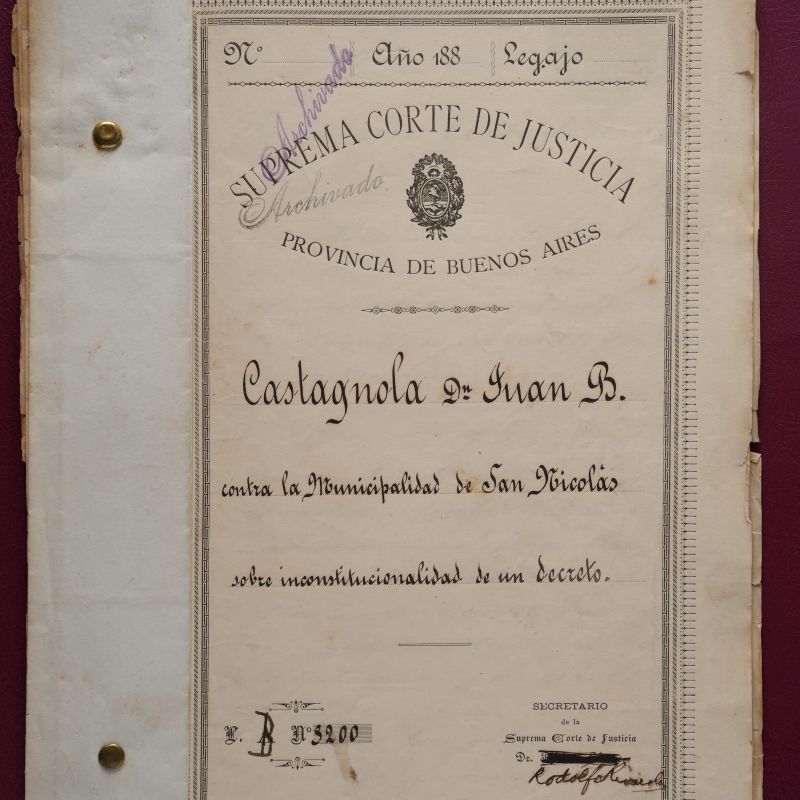 Nº Año 188 Legajo
Archivado
SUPREMA CORTE DE JUSTICIA
Archivado
PROVINCIA DE BUENOS AIRES
Castagnola Dr Juan B.
contra la Municipalidad de San Nicolás
sobre inconstitucionalidad de un decreto.
L. B Nº 3200
SECRETARIO
de la
Suprema Corte de Justicia
Dr.